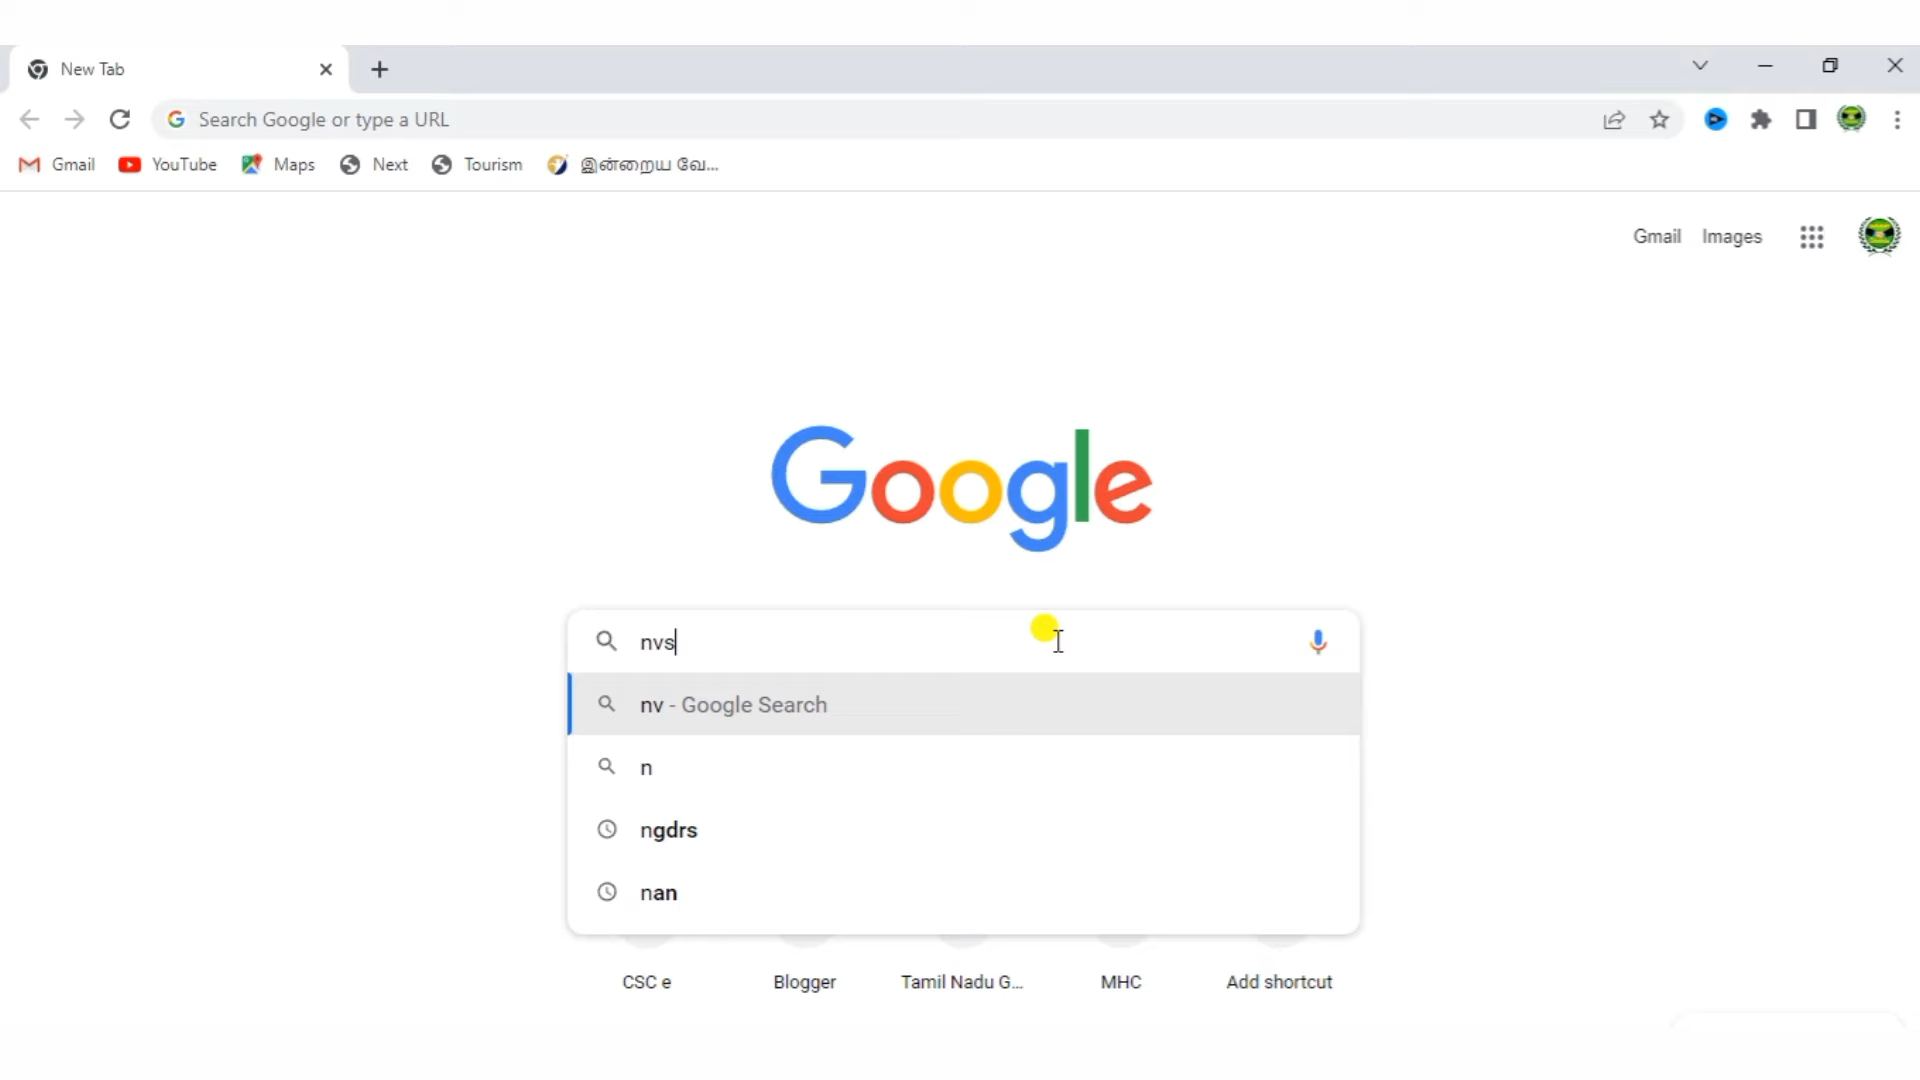 New Tab
Search Google or type a URL
Gmail YouTube Maps Next Tourism இன்றைய வே...
Gmail Images
Google
nvs
nv - Google Search
n
ngdrs
nan
CSC e Blogger Tamil Nadu G... MHC Add shortcut